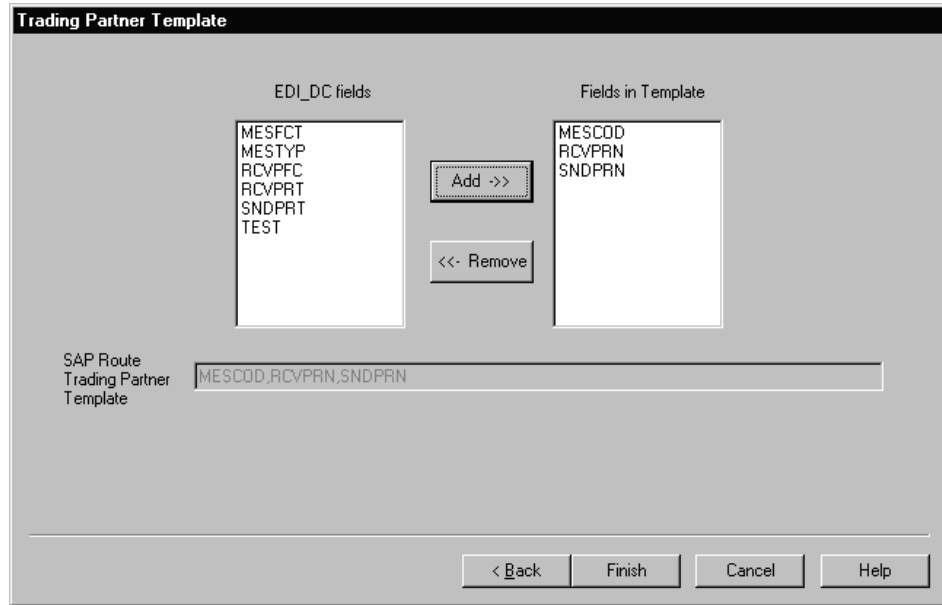 Trading Partner Template
EDI_DC fields
Fields in Template
MESFCT
MESTYP
RCVPFC
RCVPRT
SNDPRT
TEST
Add ->>
<<- Remove
MESCOD
RCVPRN
SNDPRN
SAP Route
Trading Partner
Template
MESCOD,RCVPRN,SNDPRN
< Back
Finish
Cancel
Help